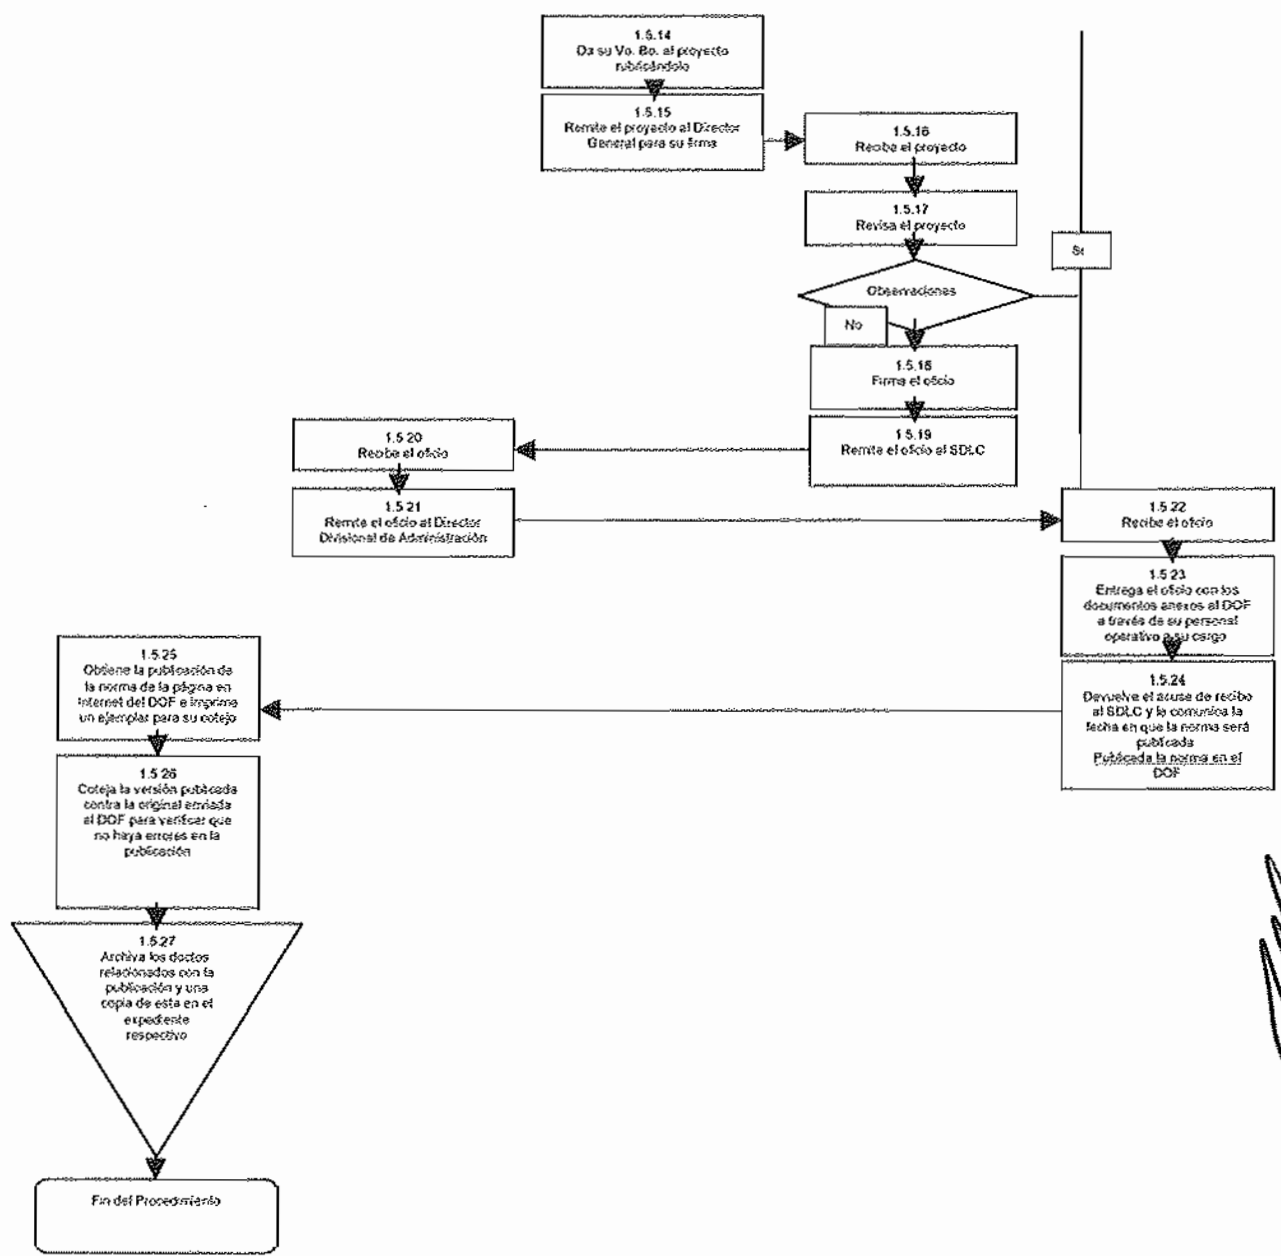 1.5.14
Da su Vo. Bo. al proyecto
rubricándolo
1.5.15
Remite el proyecto al Director
General para su firma
1.5.16
Recibe el proyecto
1.5.17
Revisa el proyecto
Si
Observaciones
No
1.5.18
Firma el oficio
1.5.19
Remite el oficio al SDLC
1.5.20
Recibe el oficio
1.5.21
Remite el oficio al Director
Divisional de Administración
1.5.22
Recibe el oficio
1.5.23
Entrega el oficio con los
documentos anexos al DOF
a través de su personal
operativo a su cargo
1.5.24
Devuelve el acuse de recibo
al SDLC y le comunica la
fecha en que la norma será
publicada
Publicada la norma en el
DOF
1.5.25
Obtiene la publicación de
la norma de la página en
Internet del DOF e imprime
un ejemplar para su cotejo
1.5.26
Coteja la versión publicada
contra la original enviada
al DOF para verificar que
no haya errores en la
publicación
1.5.27
Archiva los doctos
relacionados con la
publicación y una
copia de esta en el
expediente
respectivo
Fin del Procedimiento